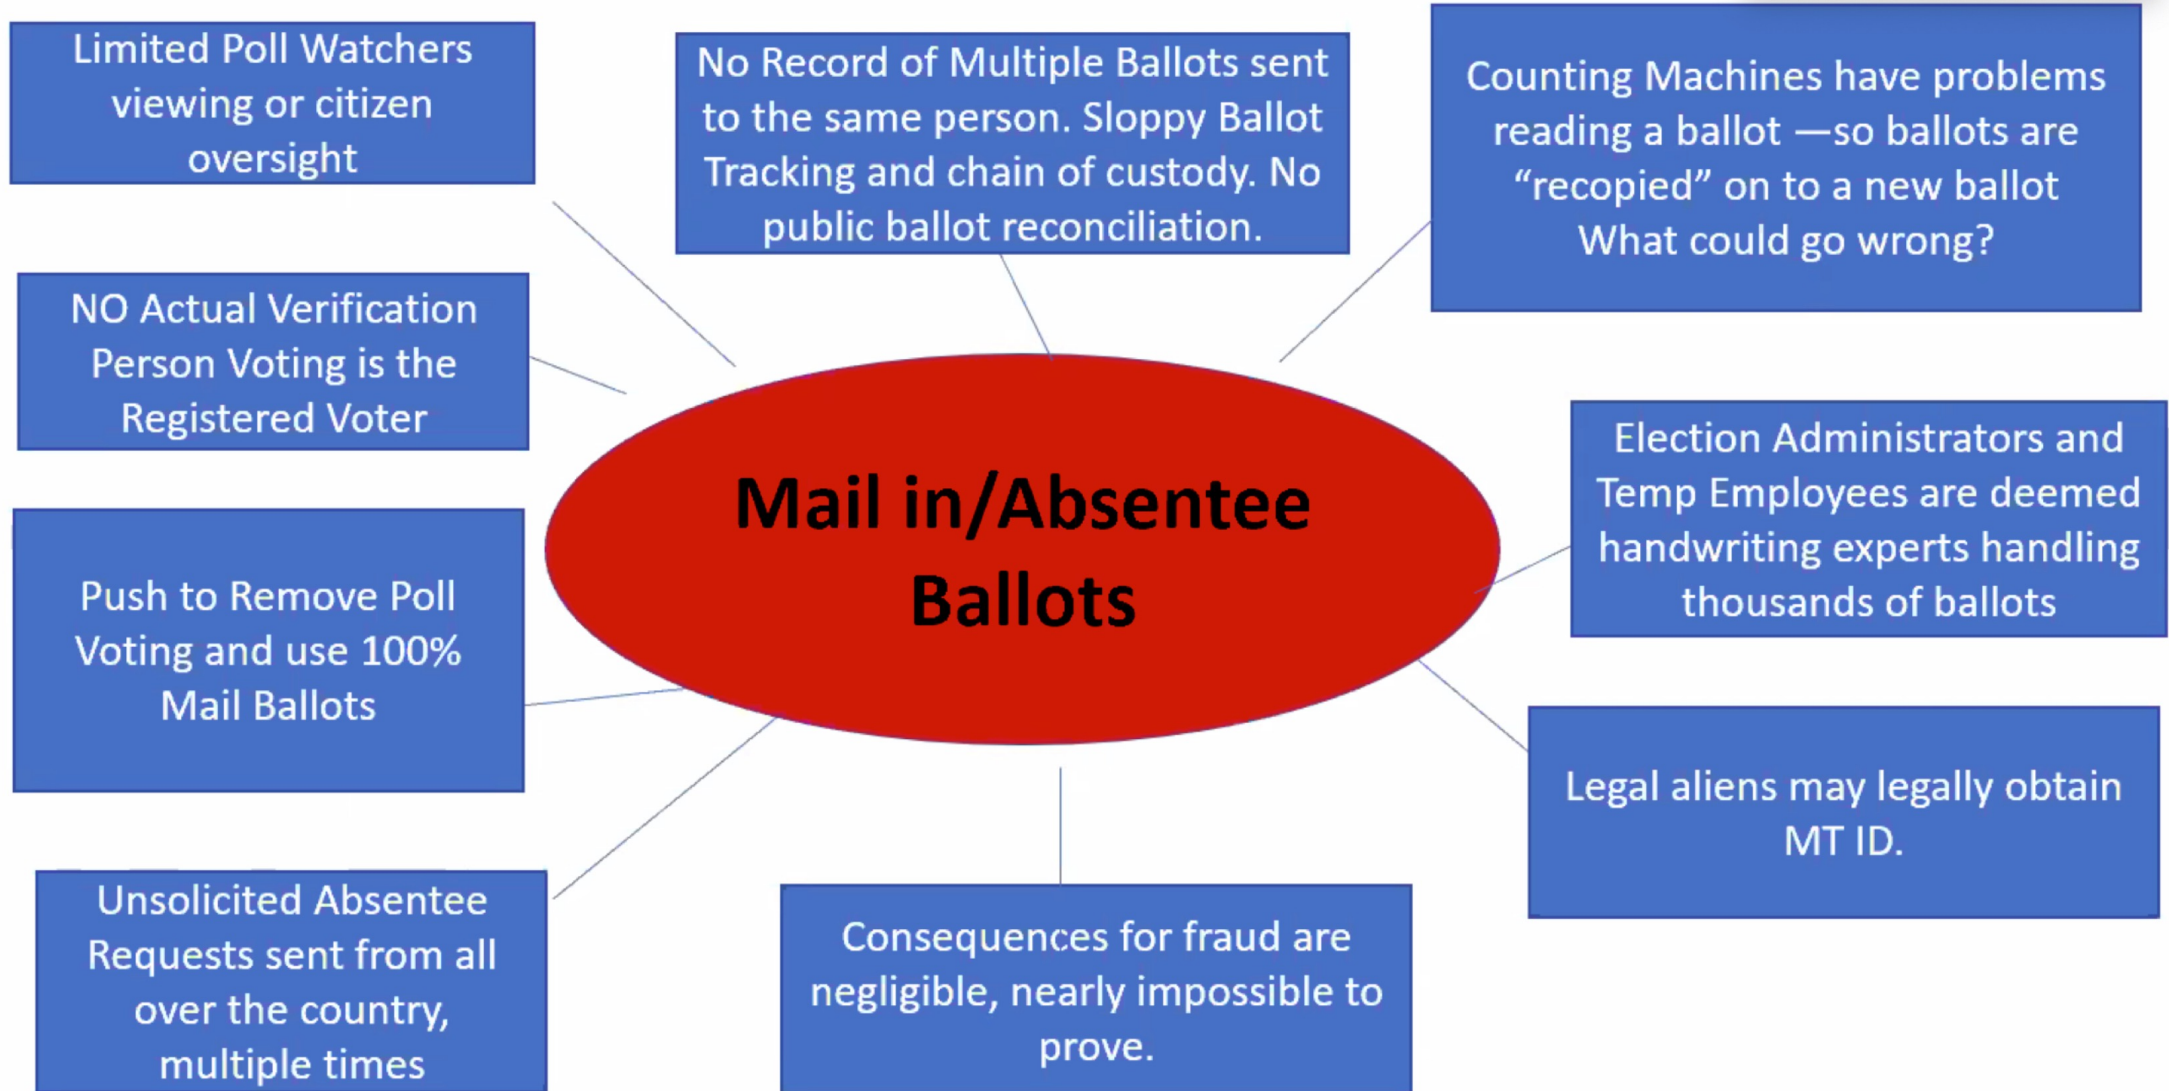 Limited Poll Watchers
viewing or citizen
oversight
No Record of Multiple Ballots sent
to the same person. Sloppy Ballot
Tracking and chain of custody. No
public ballot reconciliation.
Counting Machines have problems
reading a ballot —so ballots are
“recopied” on to a new ballot
What could go wrong?
NO Actual Verification
Person Voting is the
Registered Voter
Mail in/Absentee
Ballots
Election Administrators and
Temp Employees are deemed
handwriting experts handling
thousands of ballots
Push to Remove Poll
Voting and use 100%
Mail Ballots
Legal aliens may legally obtain
MT ID.
Unsolicited Absentee
Requests sent from all
over the country,
multiple times
Consequences for fraud are
negligible, nearly impossible to
prove.